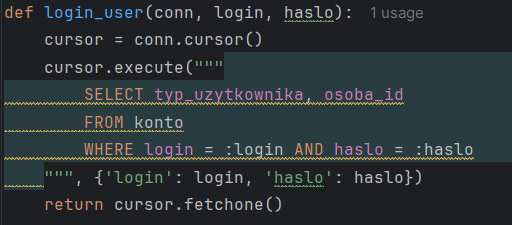 def login_user(conn, login, haslo): 1 usage
    cursor = conn.cursor()
    cursor.execute("""
        SELECT typ_uzytkownika, osoba_id
        FROM konto
        WHERE login = :login AND haslo = :haslo
    """, {'login': login, 'haslo': haslo})
    return cursor.fetchone()